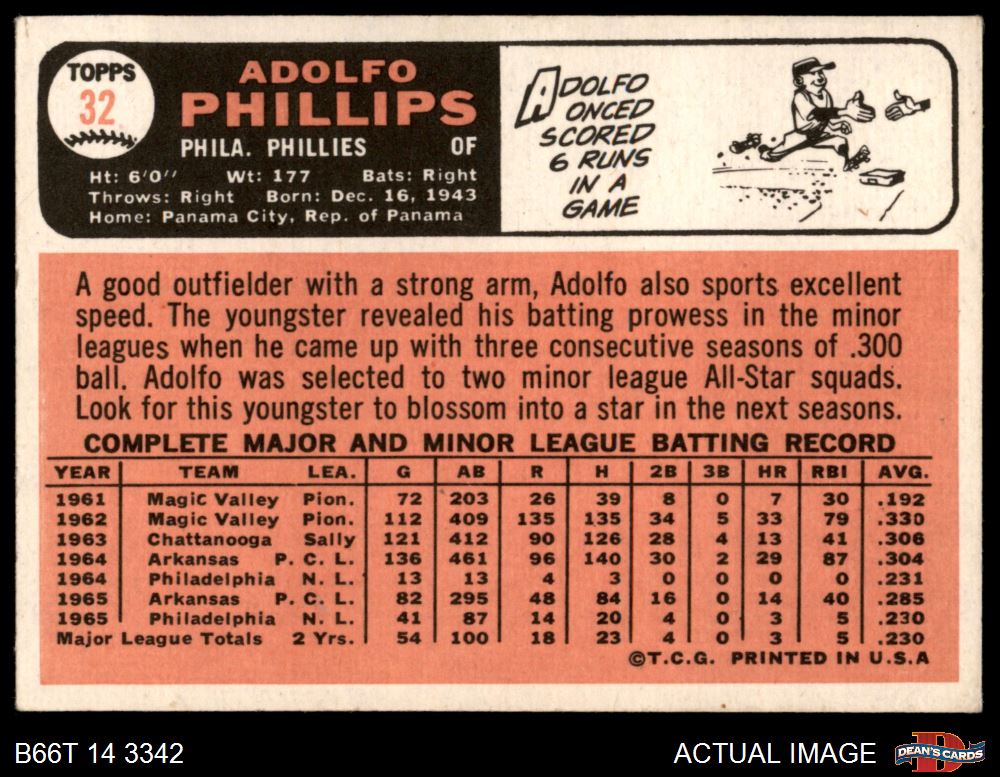 TOPPS
32
ADOLFO
PHILLIPS
PHILA. PHILLIES OF
Ht: 6'0" Wt: 177 Bats: Right
Throws: Right Born: Dec. 16, 1943
Home: Panama City, Rep. of Panama
ADOLFO
ONCED
SCORED
6 RUNS
IN A
GAME
A good outfielder with a strong arm, Adolfo also sports excellent
speed. The youngster revealed his batting prowess in the minor
leagues when he came up with three consecutive seasons of .300
ball. Adolfo was selected to two minor league All-Star squads.
Look for this youngster to blossom into a star in the next seasons.
COMPLETE MAJOR AND MINOR LEAGUE BATTING RECORD
YEAR TEAM LEA. G AB R H 2B 3B HR RBI AVG.
1961 Magic Valley Pion. 72 203 26 39 8 0 7 30 .192
1962 Magic Valley Pion. 112 409 135 135 34 5 33 79 .330
1963 Chattanooga Sally 121 412 90 126 28 4 13 41 .306
1964 Arkansas P. C. L. 136 461 96 140 30 2 29 87 .304
1964 Philadelphia N. L. 13 13 4 3 0 0 0 0 .231
1965 Arkansas P. C. L. 82 295 48 84 16 0 14 40 .285
1965 Philadelphia N. L. 41 87 14 20 4 0 3 5 .230
Major League Totals 2 Yrs. 54 100 18 23 4 0 3 5 .230
©T.C.G. PRINTED IN U.S.A
B66T 14 3342
ACTUAL IMAGE
DEAN'S CARDS